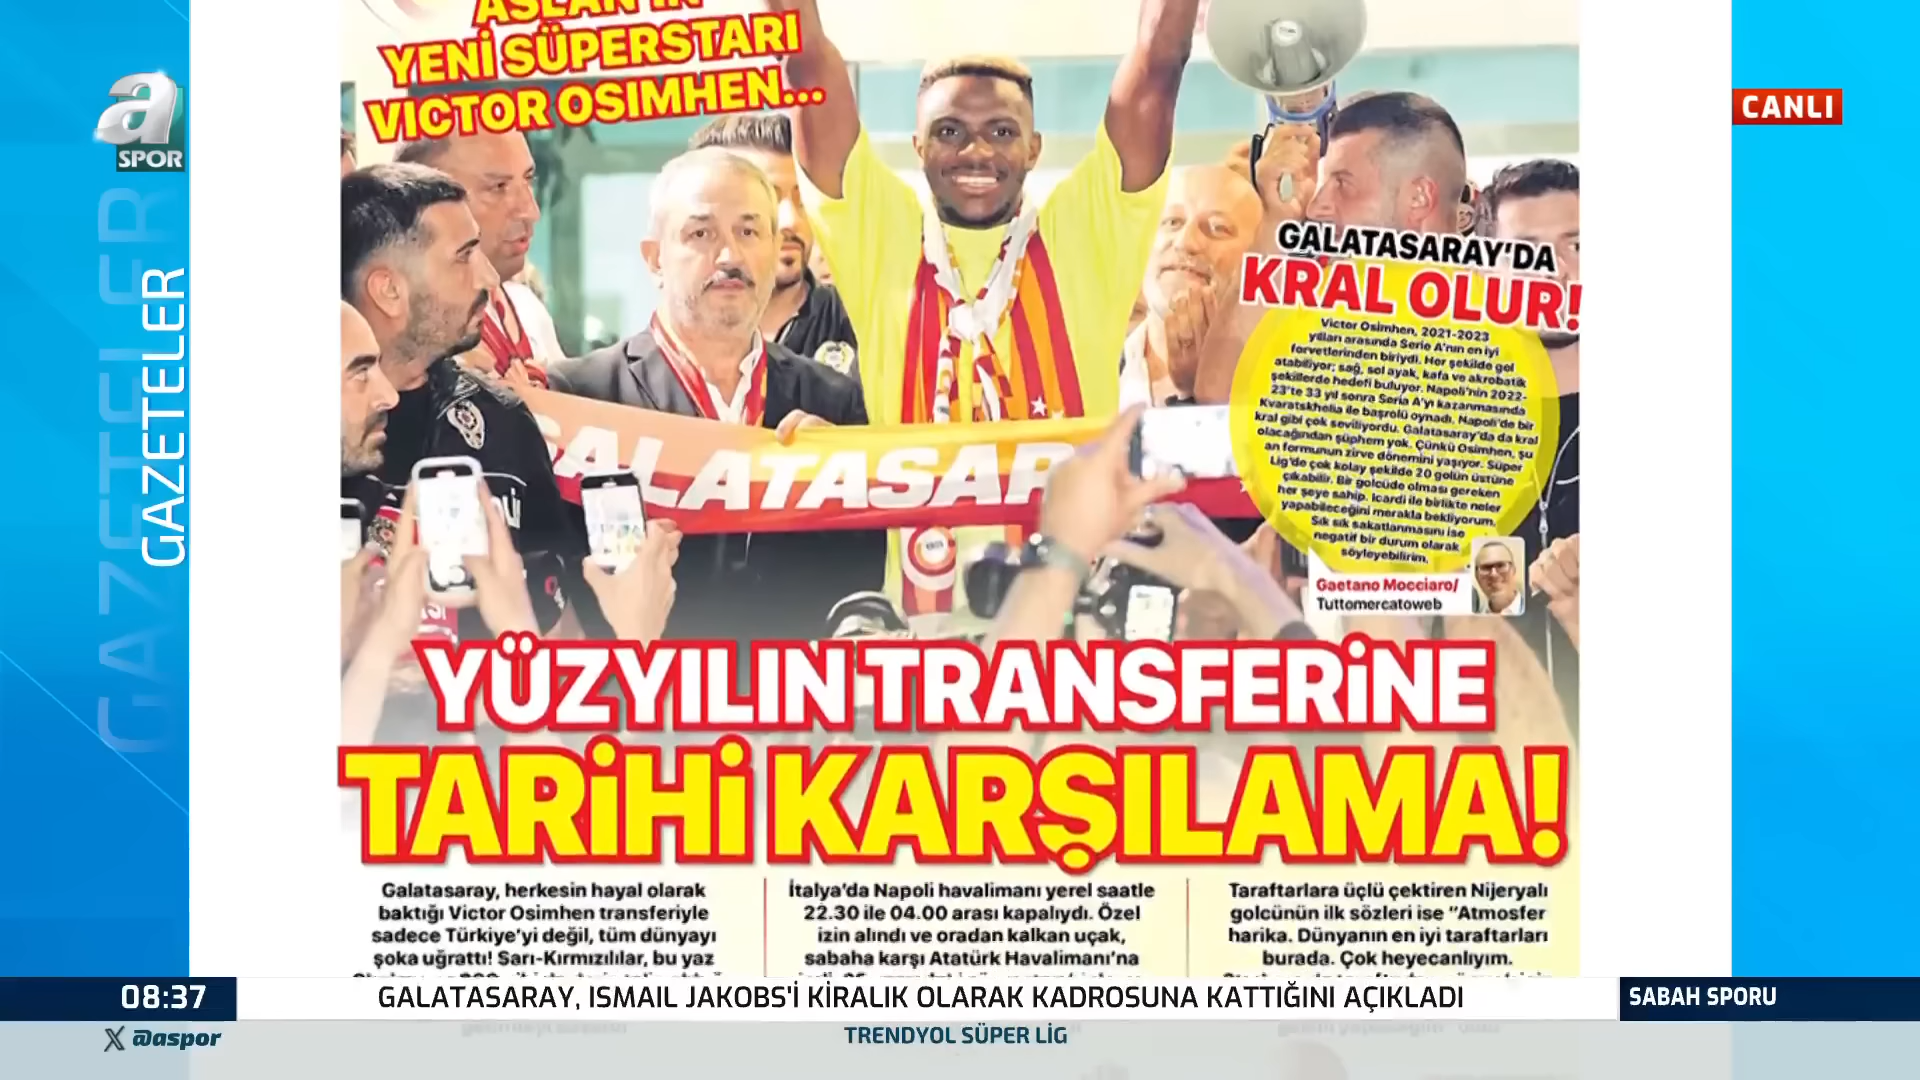 ASLAN'IN
YENİ SÜPERSTARI
VICTOR OSIMHEN...
a
SPOR
CANLI
GAZETELER
GAZETELER
GALATASARAY'DA
KRAL OLUR!
Victor Osimhen, 2021-2023
yılları arasında Serie A'nın en iyi
forvetlerinden biriydi. Her şekilde gol
atabiliyor; sağ, sol ayak, kafa ve akrobatik
şekillerde hedefi buluyor. Napoli'nin 2022-
23'te 33 yıl sonra Seria A'yı kazanmasında
Kvaratskhelia ile başrolü oynadı. Napoli'de bir
kral gibi çok seviliyordu. Galatasaray'da da kral
olacağından şüphem yok. Çünkü Osimhen, şu
an formunun zirve dönemini yaşıyor. Süper
Lig'de çok kolay şekilde 20 golün üstüne
çıkabilir. Bir golcüde olması gereken
her şeye sahip. Icardi ile birlikte neler
yapabileceğini merakla bekliyorum.
Sık sık sakatlanmasını ise
negatif bir durum olarak
söyleyebilirim.
Gaetano Mocciaro/
Tuttomercatoweb
GALATASAR
YÜZYILIN TRANSFERİNE
TARİHİ KARŞILAMA!
Galatasaray, herkesin hayal olarak
baktığı Victor Osimhen transferiyle
sadece Türkiye'yi değil, tüm dünyayı
şoka uğrattı! Sarı-Kırmızılılar, bu yaz
İtalya'da Napoli havalimanı yerel saatle
22.30 ile 04.00 arası kapalıydı. Özel
izin alındı ve oradan kalkan uçak,
sabaha karşı Atatürk Havalimanı'na
Taraftarlara üçlü çektiren Nijeryalı
golcünün ilk sözleri ise "Atmosfer
harika. Dünyanın en iyi taraftarları
burada. Çok heyecanlıyım.
08:37
GALATASARAY, ISMAIL JAKOBS'İ KİRALIK OLARAK KADROSUNA KATTIĞINI AÇIKLADI
SABAH SPORU
X @aspor
TRENDYOL SÜPER LİG